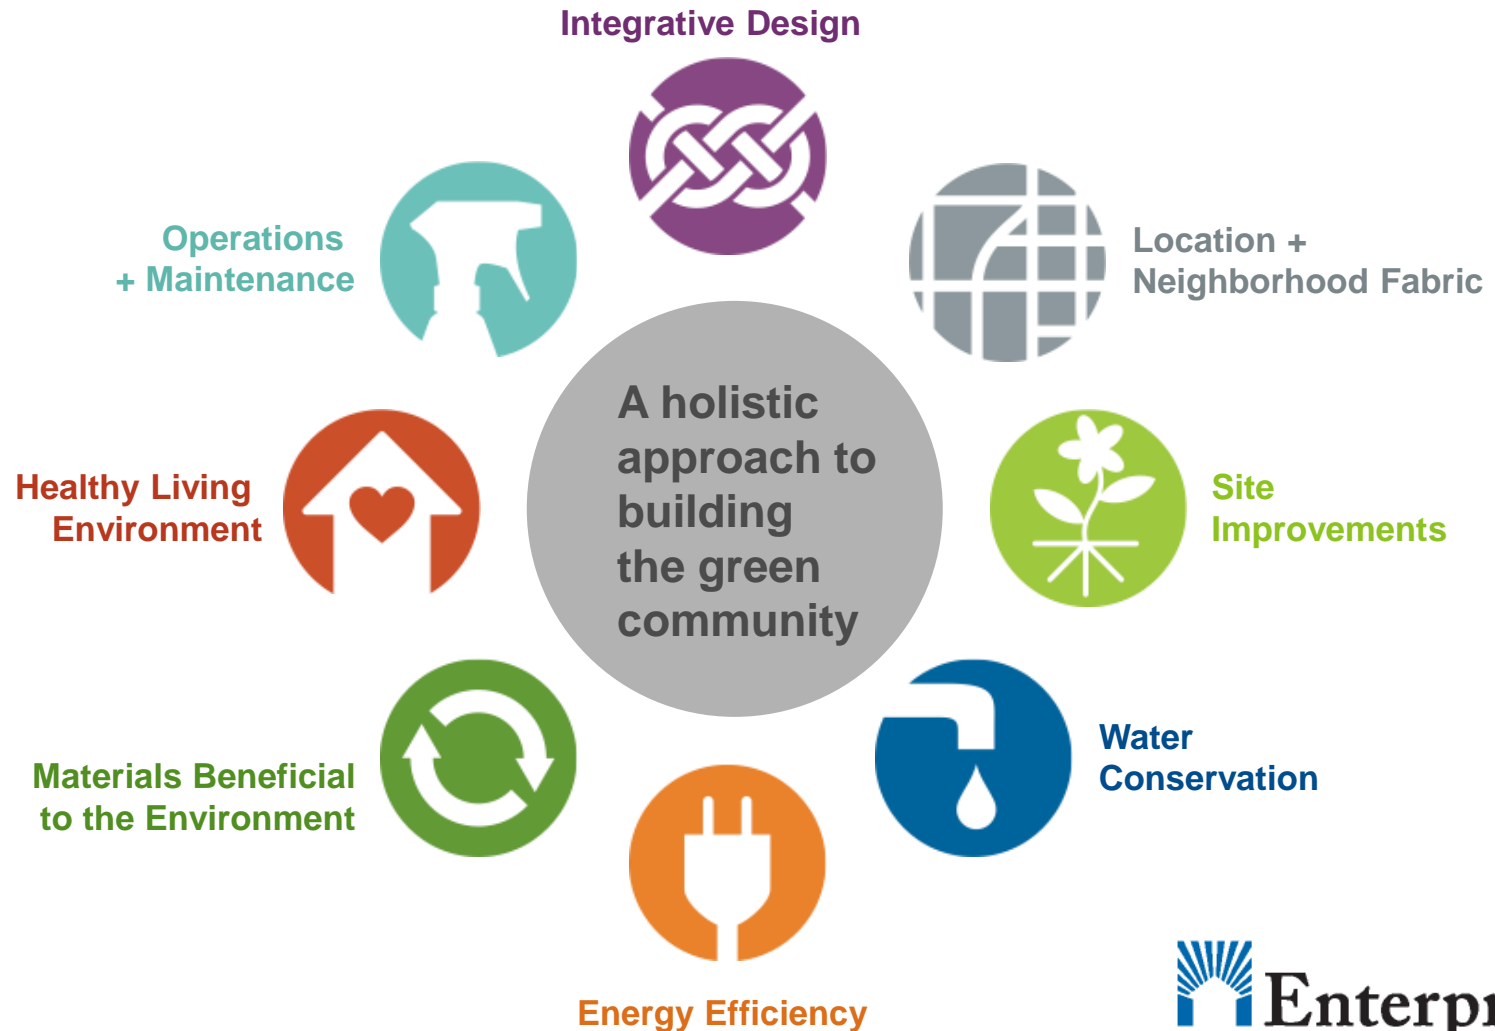 Integrative Design
Operations
+ Maintenance
Location +
Neighborhood Fabric
A holistic
approach to
building
the green
community
Healthy Living
Environment
Site
Improvements
Materials Beneficial
to the Environment
Water
Conservation
Energy Efficiency
Enterpr